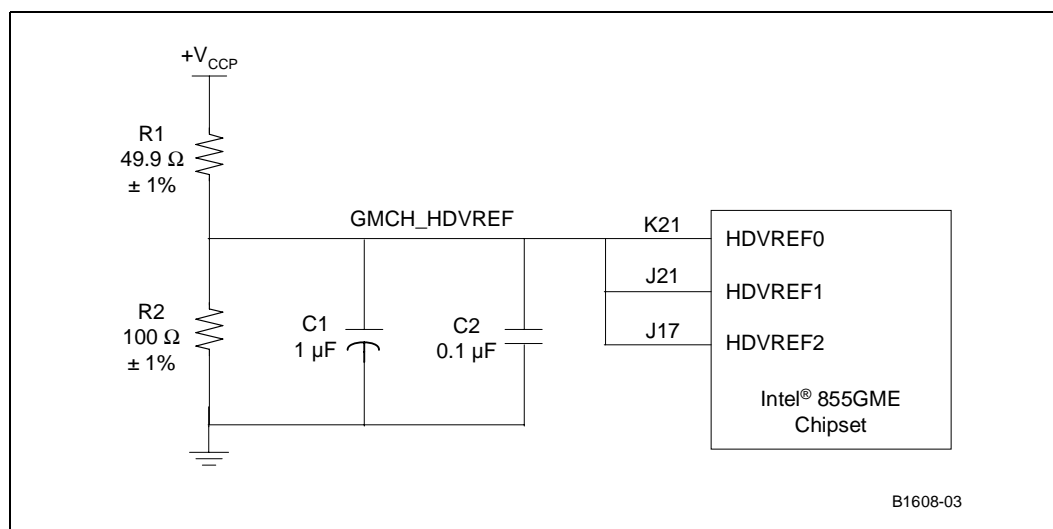 +VCCP
R1
49.9 Ω
± 1%
GMCH_HDVREF
K21
HDVREF0
J21
HDVREF1
J17
HDVREF2
R2
100 Ω
± 1%
C1
1 µF
C2
0.1 µF
Intel® 855GME
Chipset
B1608-03